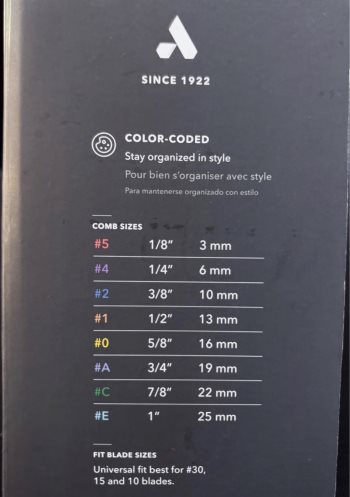 SINCE 1922
COLOR-CODED
Stay organized in style
Pour bien s'organiser avec style
Para mantenerse organizado con estilo
COMB SIZES
#5 1/8" 3 mm
#4 1/4" 6 mm
#2 3/8" 10 mm
#1 1/2" 13 mm
#0 5/8" 16 mm
#A 3/4" 19 mm
#C 7/8" 22 mm
#E 1" 25 mm
FIT BLADE SIZES
Universal fit best for #30,
15 and 10 blades.